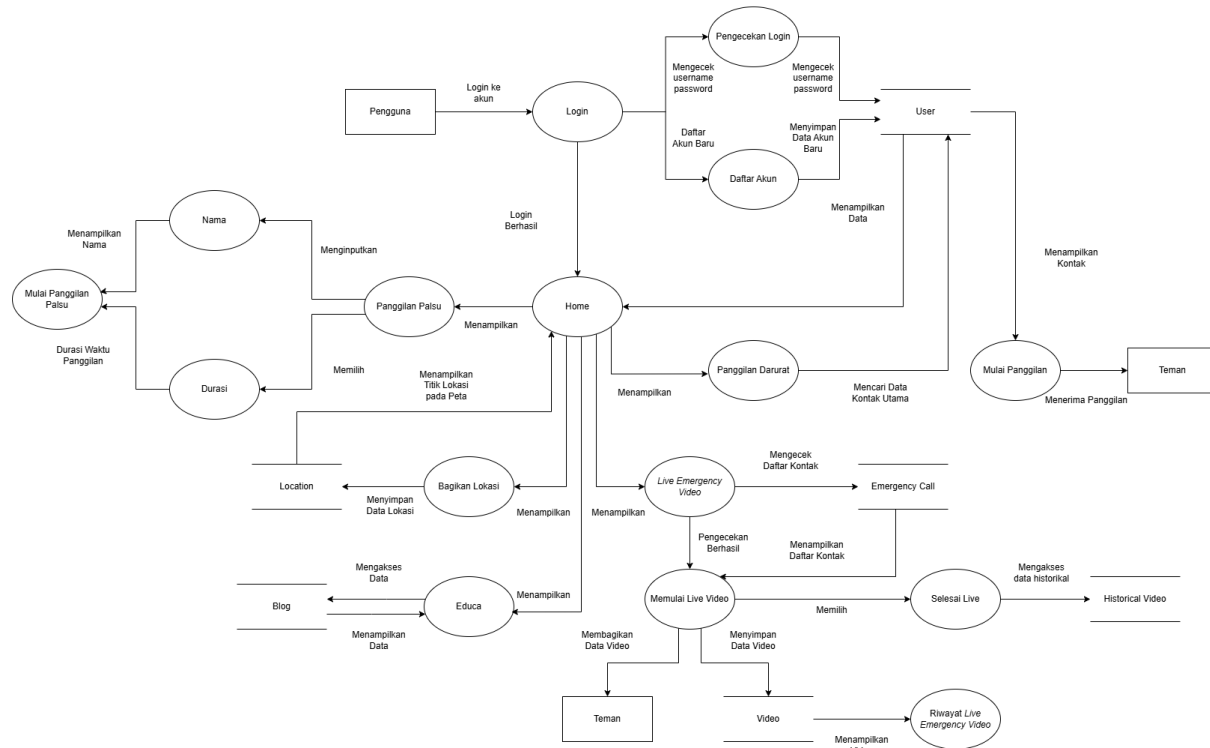 Pengecekan Login
Mengecek
username
password
Mengecek
username
password
Login ke
akun
Pengguna
Login
User
Daftar
Akun Baru
Menyimpan
Data Akun
Baru
Daftar Akun
Menampilkan
Data
Login
Berhasil
Nama
Menampilkan
Nama
Menginputkan
Menampilkan
Kontak
Mulai Panggilan
Palsu
Panggilan Palsu
Home
Menampilkan
Durasi Waktu
Panggilan
Memilih
Durasi
Menampilkan
Titik Lokasi
pada Peta
Menampilkan
Panggilan Darurat
Mencari Data
Kontak Utama
Mulai Panggilan
Menerima Panggilan
Teman
Mengecek
Daftar Kontak
Location
Bagikan Lokasi
Menyimpan
Data Lokasi
Menampilkan
Menampilkan
Live Emergency
Video
Emergency Call
Pengecekan
Berhasil
Menampilkan
Daftar Kontak
Mengakses
Data
Menampilkan
Blog
Educa
Menampilkan
Data
Memulai Live Video
Memilih
Selesai Live
Mengakses
data historikal
Historical Video
Membagikan
Data Video
Menyimpan
Data Video
Teman
Video
Riwayat Live
Emergency Video
Menampilkan